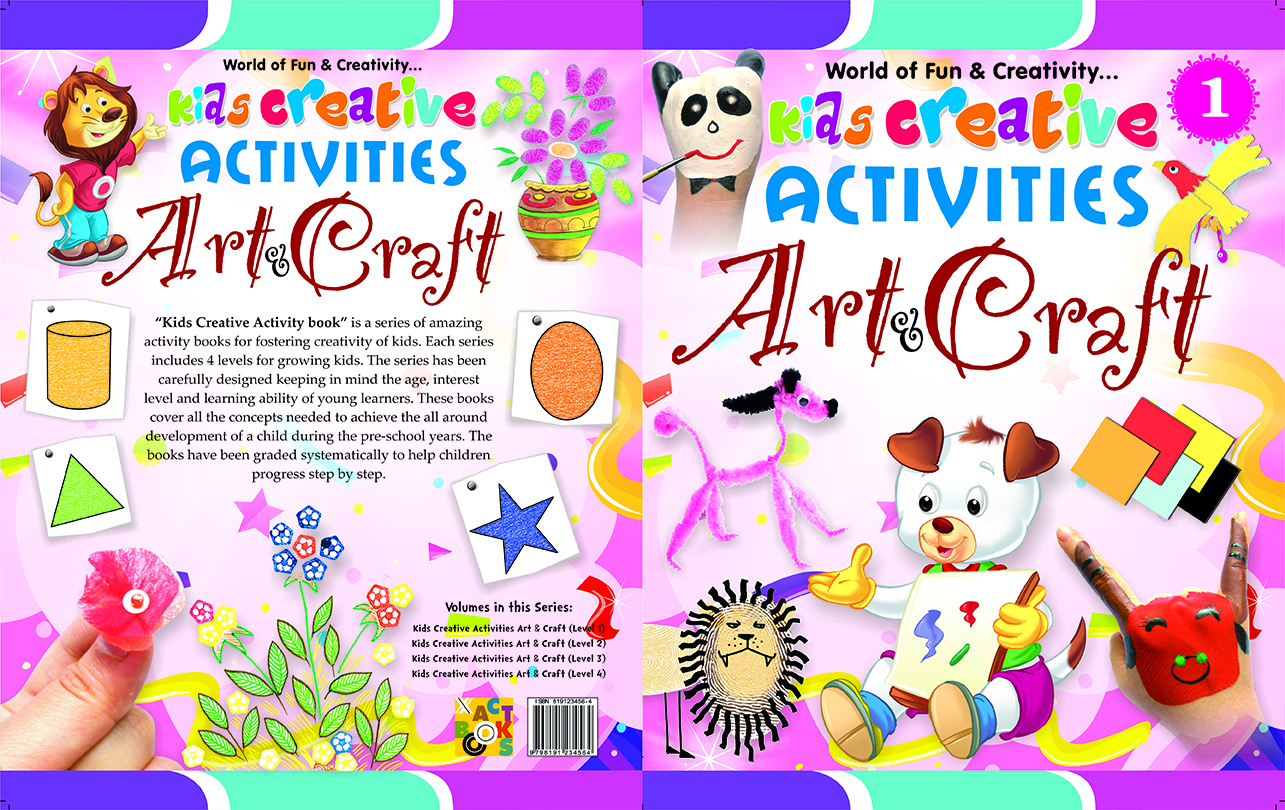 World of Fun & Creativity...
Kids Creative
ACTIVITIES
Art & Craft
“Kids Creative Activity book” is a series of amazing
activity books for fostering creativity of kids. Each series
includes 4 levels for growing kids. The series has been
carefully designed keeping in mind the age, interest
level and learning ability of young learners. These books
cover all the concepts needed to achieve the all around
development of a child during the pre-school years. The
books have been graded systematically to help children
progress step by step.
Volumes in this Series:
Kids Creative Activities Art & Craft (Level 1)
Kids Creative Activities Art & Craft (Level 2)
Kids Creative Activities Art & Craft (Level 3)
Kids Creative Activities Art & Craft (Level 4)
XACT
BOOKS
ISBN 819123456-4
9 798191 234564
World of Fun & Creativity...
Kids Creative
1
ACTIVITIES
Art & Craft